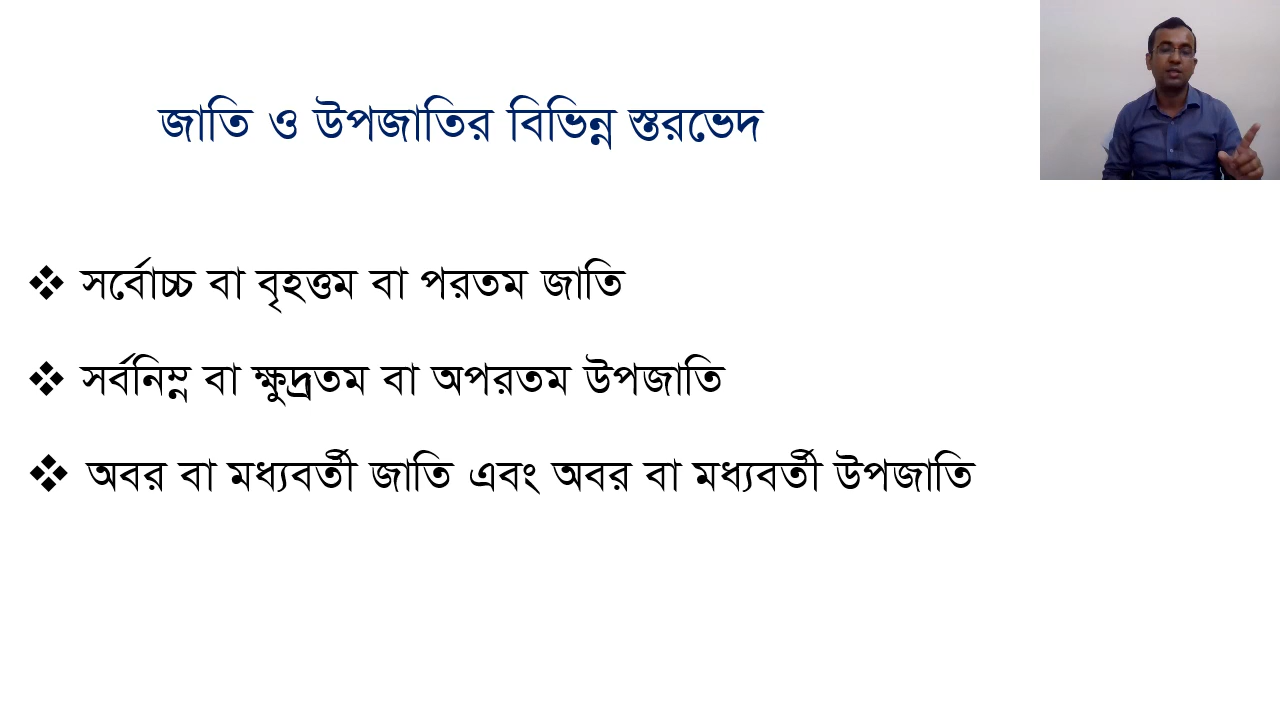 জাতি ও উপজাতির বিভিন্ন স্তরভেদ
❖ সর্বোচ্চ বা বৃহত্তম বা পরতম জাতি
❖ সর্বনিম্ন বা ক্ষুদ্রতম বা অপরতম উপজাতি
❖ অবর বা মধ্যবর্তী জাতি এবং অবর বা মধ্যবর্তী উপজাতি